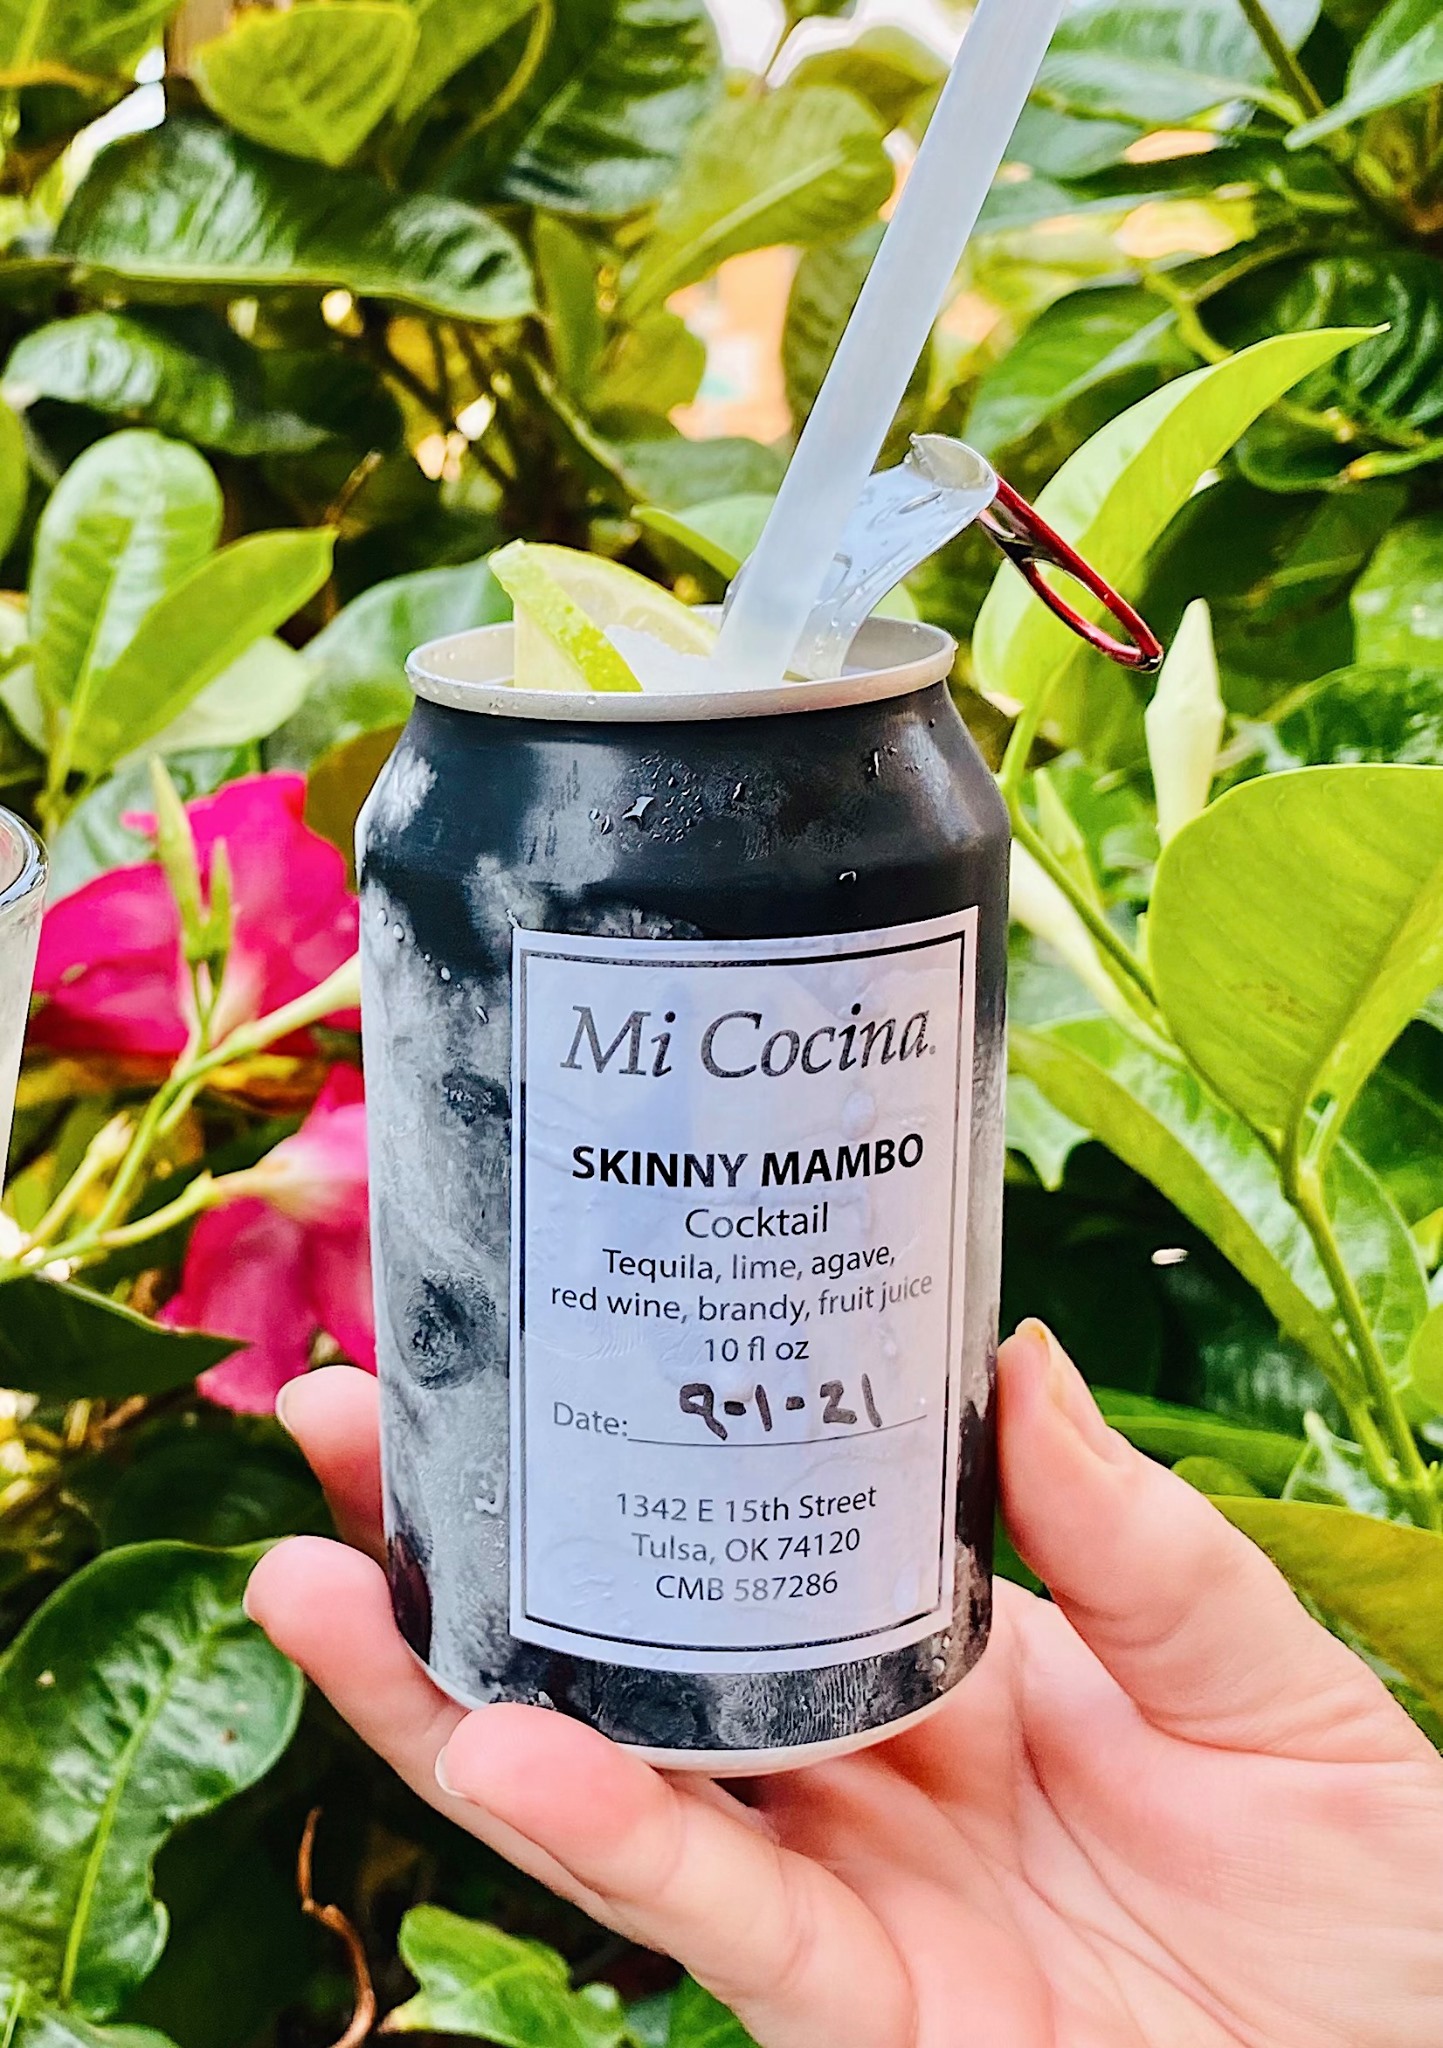 Mi Cocina.
SKINNY MAMBO
Cocktail
Tequila, lime, agave,
red wine, brandy, fruit juice
10 fl oz
Date: 9-1-21
1342 E 15th Street
Tulsa, OK 74120
CMB 587286